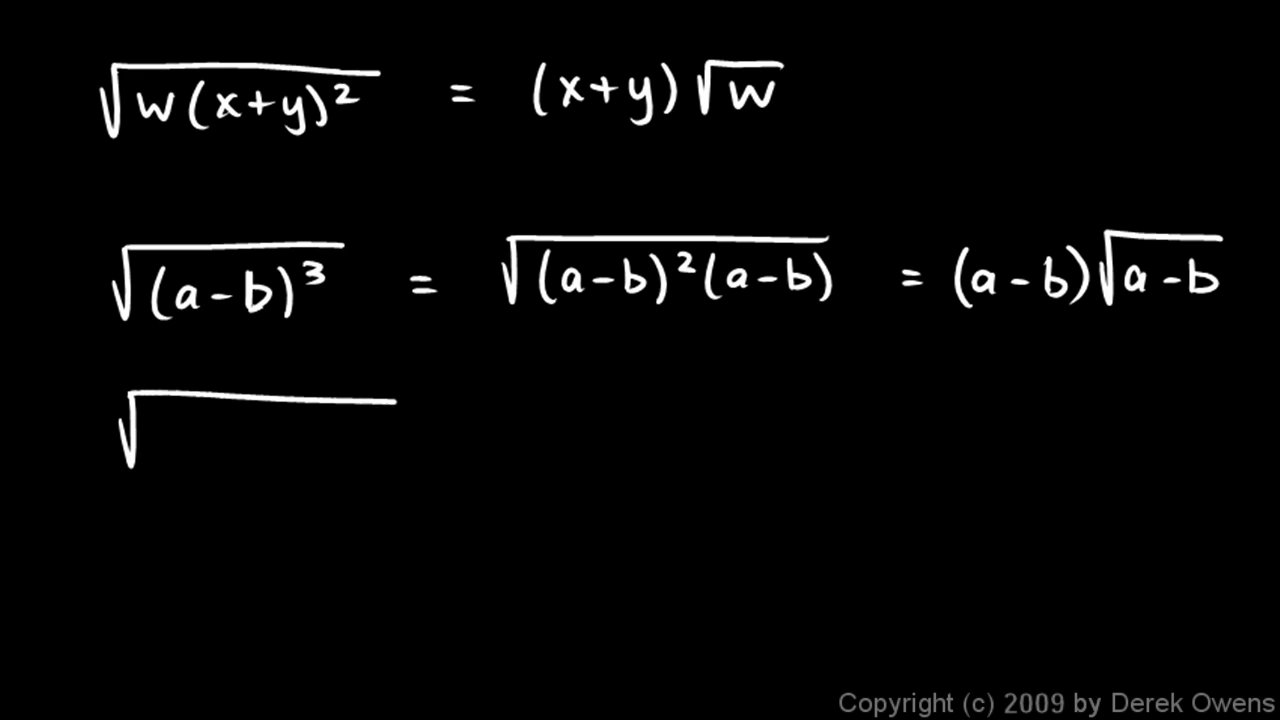 √w(x+y)² = (x+y)√w
√(a-b)³ = √(a-b)²(a-b) = (a-b)√a-b
√
Copyright (c) 2009 by Derek Owens